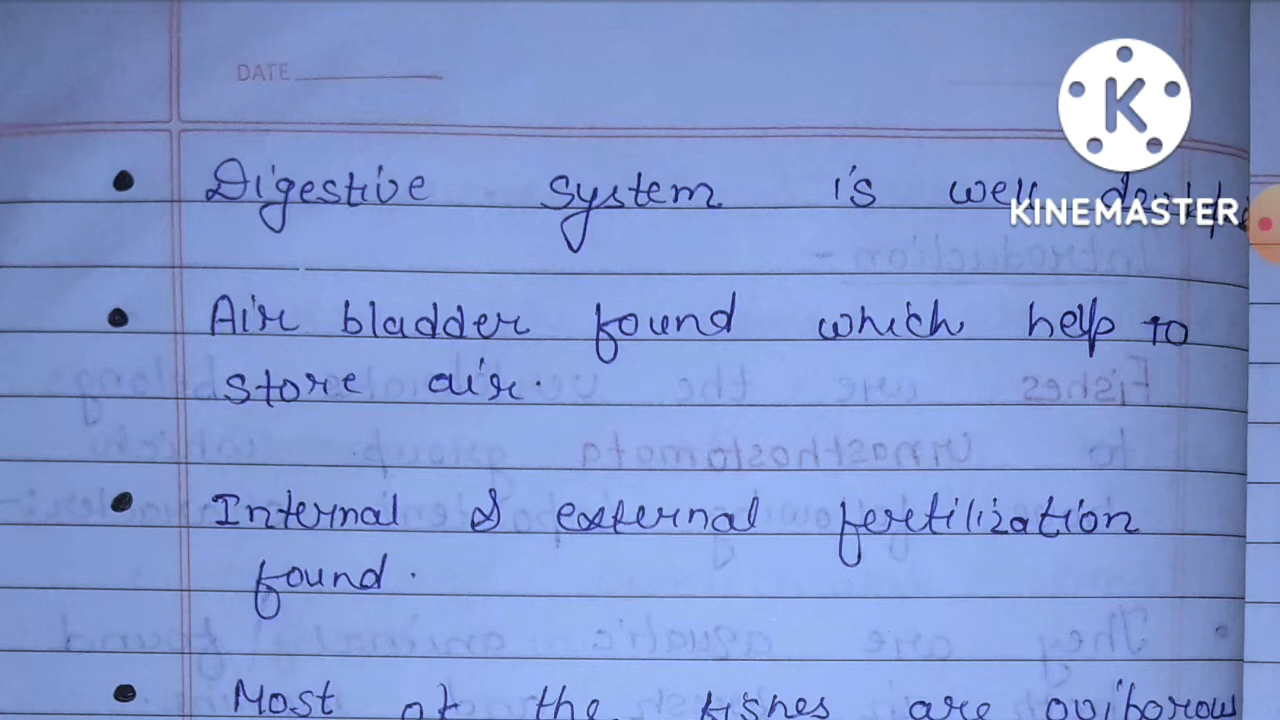 DATE
KINEMASTER
• Digestive system is well
• Air bladder found which help to
store air.
• Internal & external fertilization
found.
• Most of the fishes are